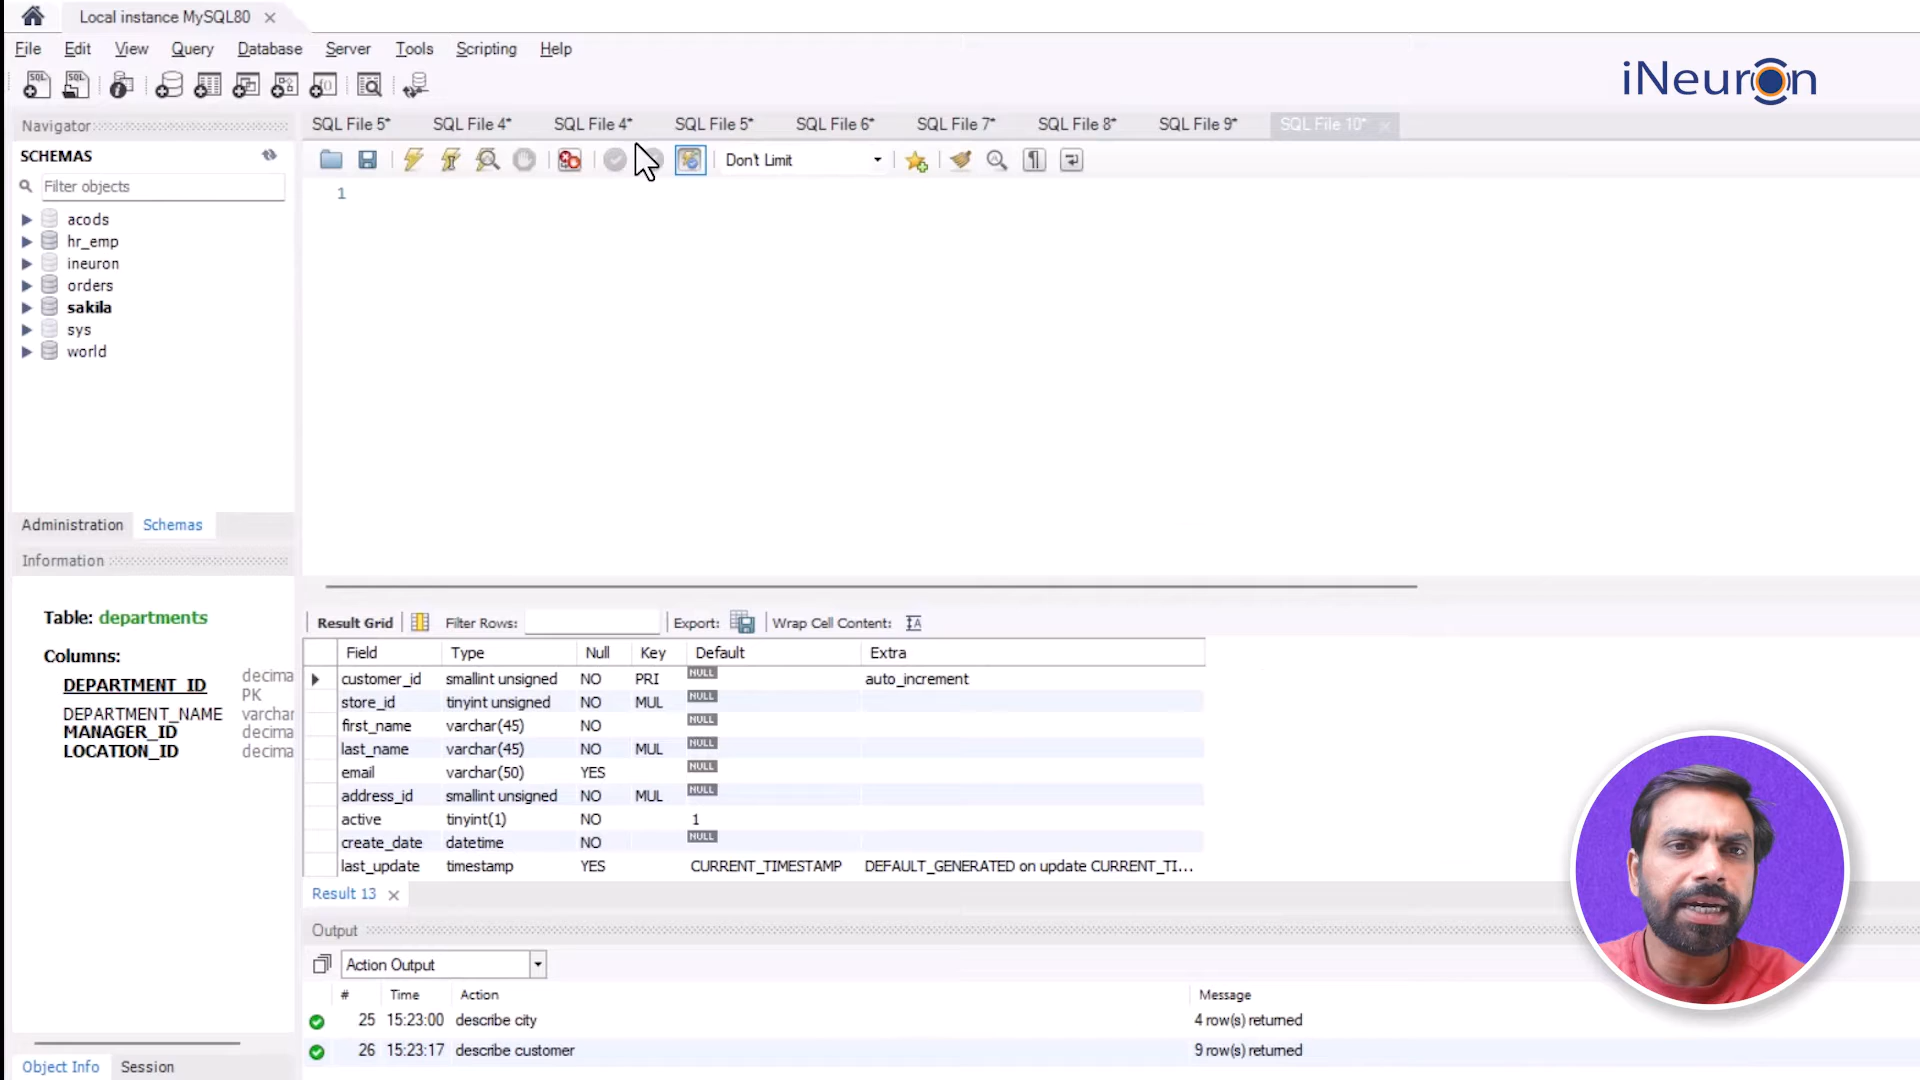 Local instance MySQL80
File Edit View Query Database Server Tools Scripting Help
iNeuron
SQL File 5* SQL File 4* SQL File 4* SQL File 5* SQL File 6* SQL File 7* SQL File 8* SQL File 9* SQL File 10*
Navigator
SCHEMAS
Filter objects
Don't Limit
1
acods
hr_emp
ineuron
orders
sakila
sys
world
Administration Schemas
Information
Table: departments
Columns:
DEPARTMENT_ID decima
PK
DEPARTMENT_NAME varchar
MANAGER_ID decima
LOCATION_ID decima
Object Info Session
Result Grid Filter Rows: Export: Wrap Cell Content:
Field Type Null Key Default Extra
customer_id smallint unsigned NO PRI NULL auto_increment
store_id tinyint unsigned NO MUL NULL
first_name varchar(45) NO NULL
last_name varchar(45) NO MUL NULL
email varchar(50) YES NULL
address_id smallint unsigned NO MUL NULL
active tinyint(1) NO 1
create_date datetime NO NULL
last_update timestamp YES CURRENT_TIMESTAMP DEFAULT_GENERATED on update CURRENT_TI...
Result 13
Output
Action Output
# Time Action Message
25 15:23:00 describe city 4 row(s) returned
26 15:23:17 describe customer 9 row(s) returned